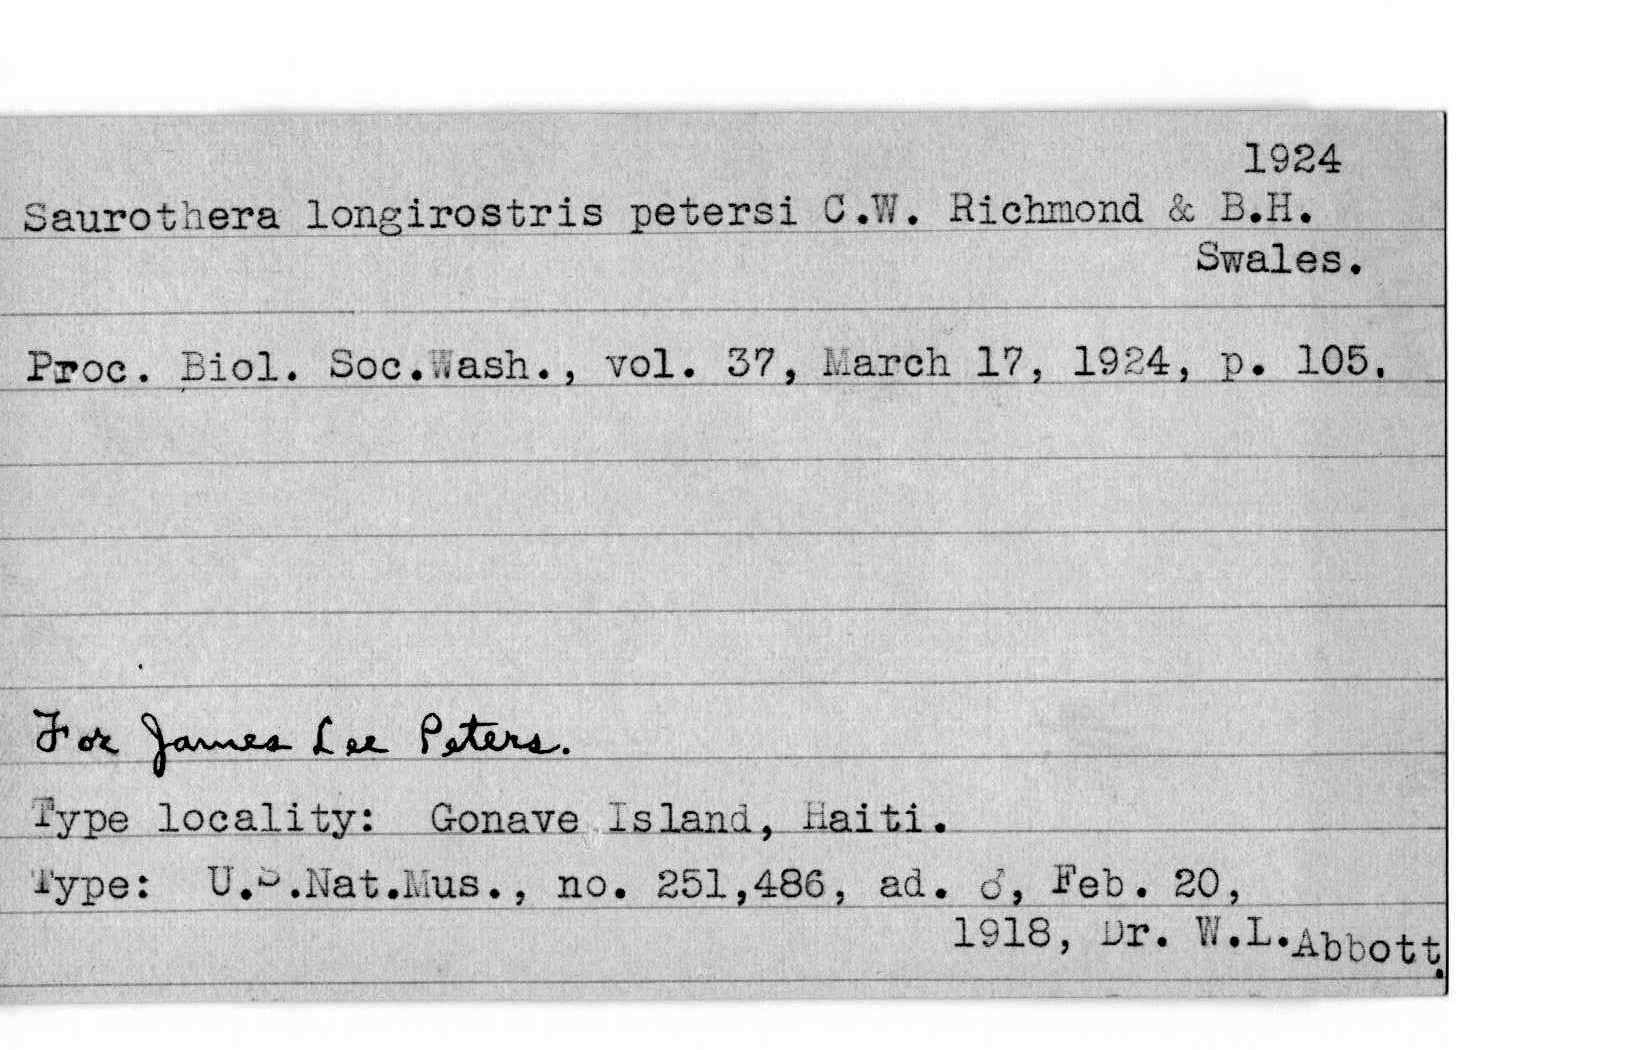 1924
Saurothera longirostris petersi C.W. Richmond & B.H.
Swales.
Proc. Biol. Soc.Wash., vol. 37, March 17, 1924, p. 105.
For James Lee Peters.
Type locality: Gonave Island, Haiti.
Type: U.S.Nat.Mus., no. 251,486, ad. ♂, Feb. 20,
1918, Dr. W.L.Abbott.